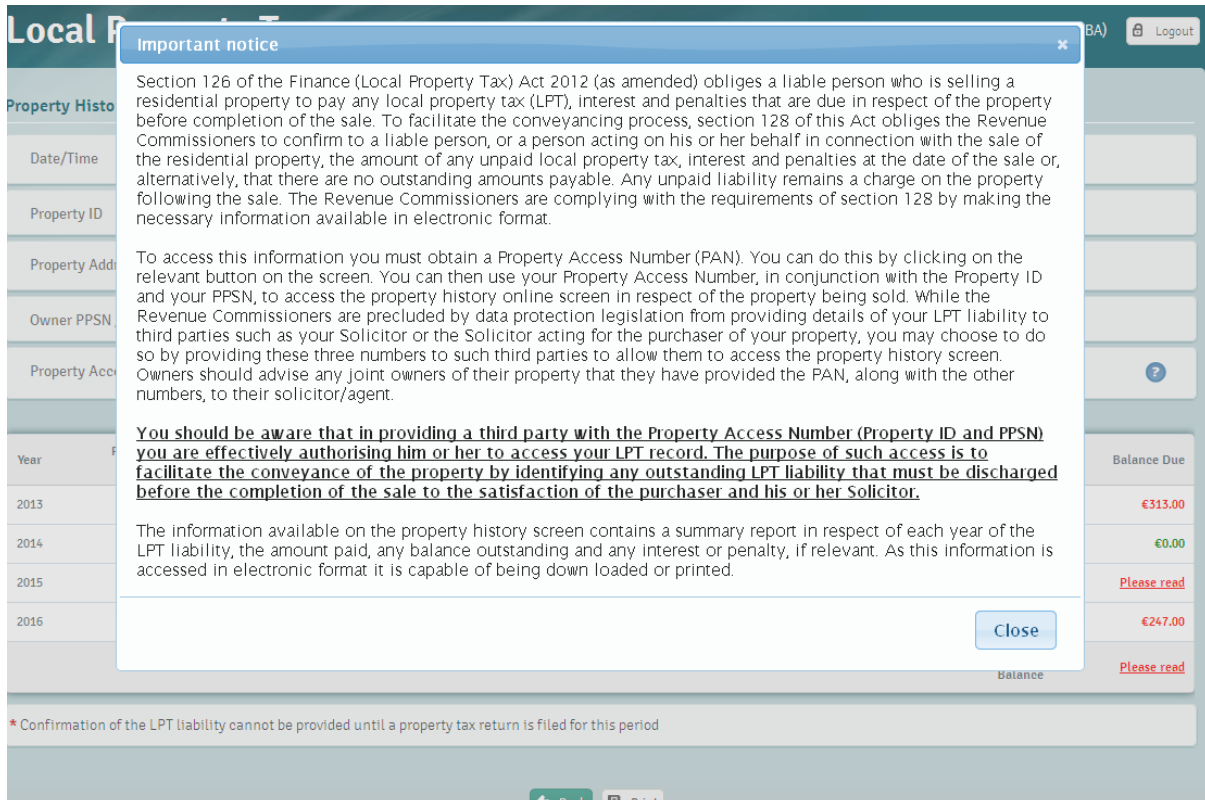 Local
BA)
Logout
Important notice
Section 126 of the Finance (Local Property Tax) Act 2012 (as amended) obliges a liable person who is selling a
residential property to pay any local property tax (LPT), interest and penalties that are due in respect of the property
before completion of the sale. To facilitate the conveyancing process, section 128 of this Act obliges the Revenue
Commissioners to confirm to a liable person, or a person acting on his or her behalf in connection with the sale of
the residential property, the amount of any unpaid local property tax, interest and penalties at the date of the sale or,
alternatively, that there are no outstanding amounts payable. Any unpaid liability remains a charge on the property
following the sale. The Revenue Commissioners are complying with the requirements of section 128 by making the
necessary information available in electronic format.
To access this information you must obtain a Property Access Number (PAN). You can do this by clicking on the
relevant button on the screen. You can then use your Property Access Number, in conjunction with the Property ID
and your PPSN, to access the property history online screen in respect of the property being sold. While the
Revenue Commissioners are precluded by data protection legislation from providing details of your LPT liability to
third parties such as your Solicitor or the Solicitor acting for the purchaser of your property, you may choose to do
so by providing these three numbers to such third parties to allow them to access the property history screen.
Owners should advise any joint owners of their property that they have provided the PAN, along with the other
numbers, to their solicitor/agent.
You should be aware that in providing a third party with the Property Access Number (Property ID and PPSN)
you are effectively authorising him or her to access your LPT record. The purpose of such access is to
facilitate the conveyance of the property by identifying any outstanding LPT liability that must be discharged
before the completion of the sale to the satisfaction of the purchaser and his or her Solicitor.
The information available on the property history screen contains a summary report in respect of each year of the
LPT liability, the amount paid, any balance outstanding and any interest or penalty, if relevant. As this information is
accessed in electronic format it is capable of being down loaded or printed.
Close
Property Histo
Date/Time
Property ID
Property Add
Owner PPSN
Property Acc
Year Balance Due
2013 €313.00
2014 €0.00
2015 Please read
2016 €247.00
Balance Please read
* Confirmation of the LPT liability cannot be provided until a property tax return is filed for this period